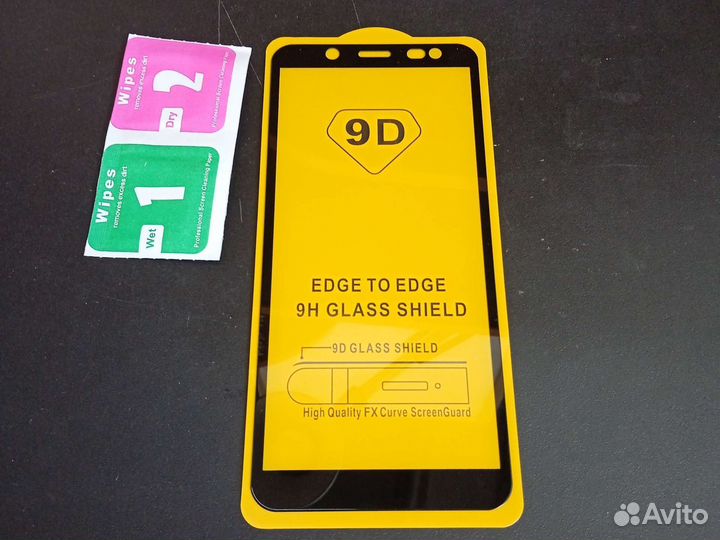 Wipes
removes excess dirt
2
Dry
Professional Screen Cleaning Paper
Wipes
removes excess dirt
1
Wet
Professional Screen Cleaning Paper
9D
EDGE TO EDGE
9H GLASS SHIELD
9D GLASS SHIELD
High Quality FX Curve ScreenGuard
Avito